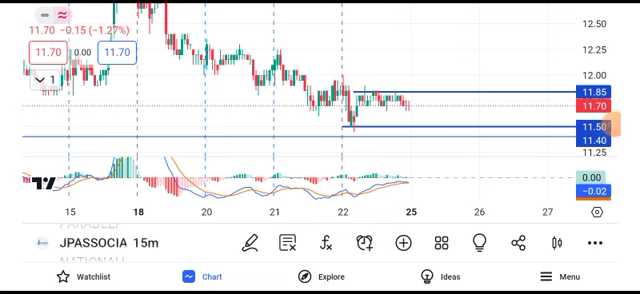 12.50
11.70 −0.15 (−1.27%)
11.70 0.00 11.70
12.25
12.00
1
11.85
11.70
11.50
11.40
11.25
0.00
−0.02
15 18 20 21 22 25 26 27
JPASSOCIA 15m
Watchlist Chart Explore Ideas Menu